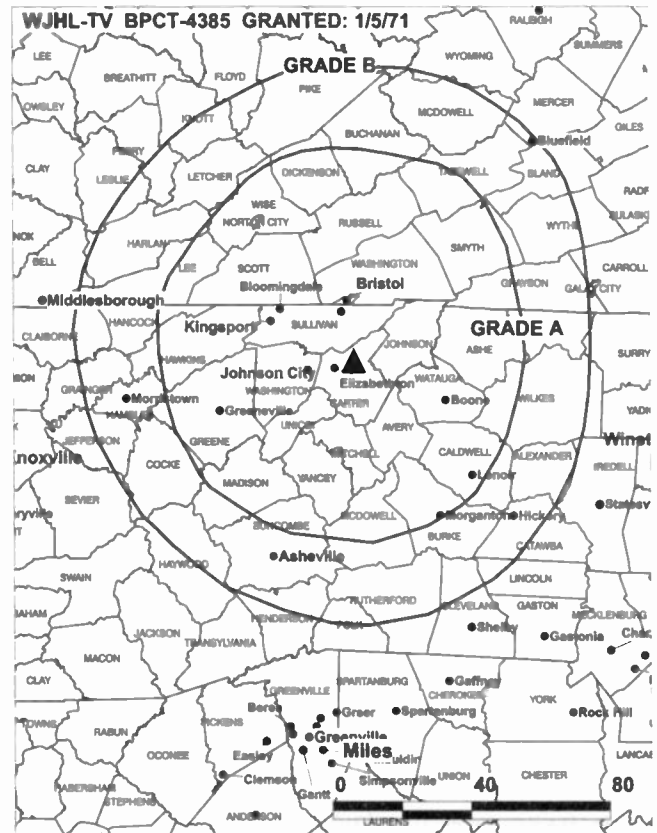 WJHL-TV BPCT-4385 GRANTED: 1/5/71
RALEIGH
SUMMERS
LEE
BREATHITT
FLOYD
GRADE B
PIKE
WYOMING
OWSLEY
KNOTT
MCDOWELL
MERCER
GILES
BUCHANAN
CLAY
PERRY
LESLIE
LETCHER
DICKENSON
TAZEWELL
Bluefield
BLAND
WISE
NORTON CITY
RUSSELL
WYTHE
HARLAN
BELL
LEE
SCOTT
WASHINGTON
SMYTH
CARROLL
Bloomingdale
Bristol
GRAYSON
GALAX CITY
Middlesborough
HANCOCK
Kingsport
SULLIVAN
GRADE A
CLAIBORNE
HAWKINS
JOHNSON
ASHE
SURRY
Johnson City
Elizabethton
WATAUGA
GRAINGER
Morristown
WASHINGTON
CARTER
WILKES
HAMBLEN
Greeneville
UNICOI
Boone
AVERY
JEFFERSON
GREENE
MITCHELL
CALDWELL
ALEXANDER
IREDELL
Knoxville
COCKE
MADISON
YANCEY
Lenoir
SEVIER
BUNCOMBE
MCDOWELL
Morganton
Hickory
BURKE
CATAWBA
HAYWOOD
Asheville
SWAIN
LINCOLN
RUTHERFORD
CLEVELAND
GASTON
MECKLENBURG
HENDERSON
POLK
JACKSON
TRANSYLVANIA
Shelby
Gastonia
MACON
CLAY
SPARTANBURG
Gaffney
CHEROKEE
YORK
GREENVILLE
Berea
Greer
Spartanburg
Rock Hill
TOWNS
RABUN
PICKENS
Greenville
OCONEE
Easley
Miles
uldin
Simpsonville
UNION
CHESTER
Clemson
Gantt
HABERSHAM
STEPHENS
ANDERSON
0 40 80
LAURENS